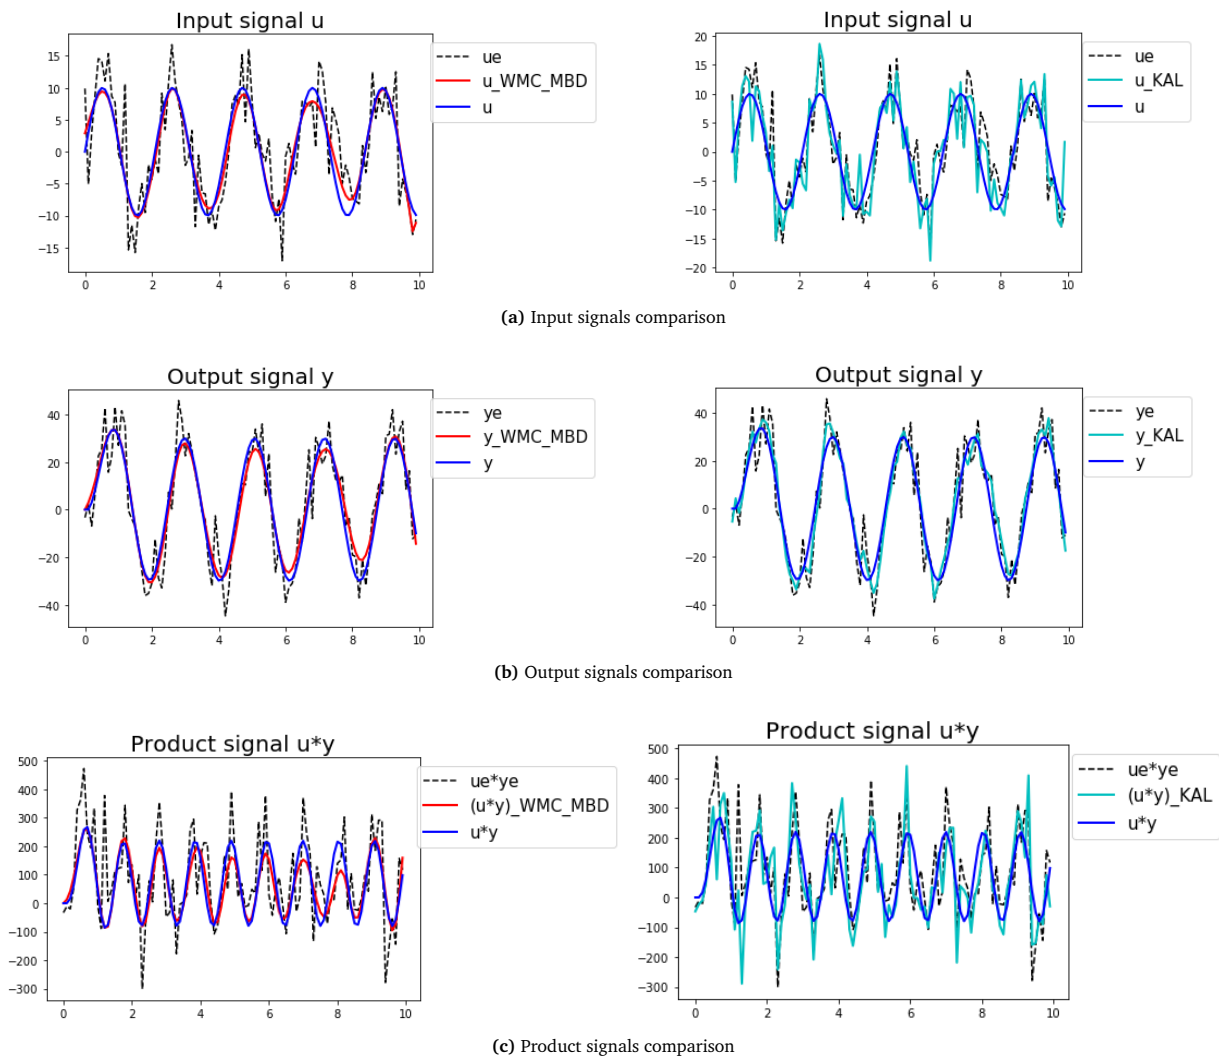 Input signal u
15
10
5
0
−5
−10
−15
0 2 4 6 8 10
ue
u_WMC_MBD
u
Input signal u
20
15
10
5
0
−5
−10
−15
−20
0 2 4 6 8 10
ue
u_KAL
u
(a) Input signals comparison
Output signal y
40
20
0
−20
−40
0 2 4 6 8 10
ye
y_WMC_MBD
y
Output signal y
40
20
0
−20
−40
0 2 4 6 8 10
ye
y_KAL
y
(b) Output signals comparison
Product signal u*y
500
400
300
200
100
0
−100
−200
−300
0 2 4 6 8 10
ue*ye
(u*y)_WMC_MBD
u*y
Product signal u*y
500
400
300
200
100
0
−100
−200
−300
0 2 4 6 8 10
ue*ye
(u*y)_KAL
u*y
(c) Product signals comparison